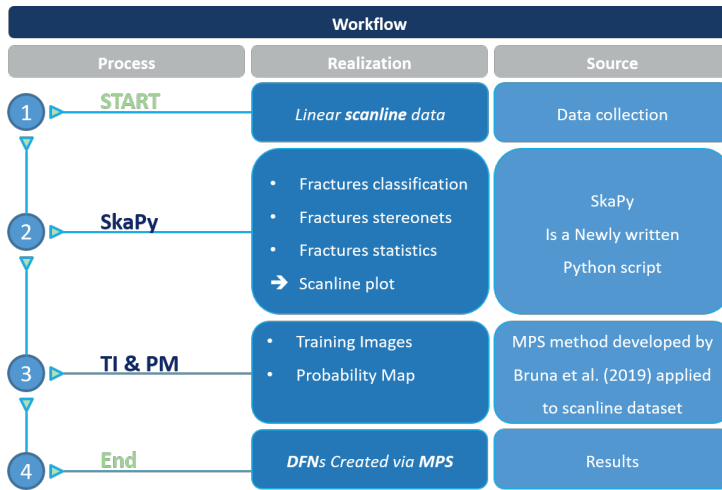 Workflow
Process
Realization
Source
1
START
Linear scanline data
Data collection
2
SkaPy
• Fractures classification
• Fractures stereonets
• Fractures statistics
➔ Scanline plot
SkaPy
Is a Newly written
Python script
3
TI & PM
• Training Images
• Probability Map
MPS method developed by
Bruna et al. (2019) applied
to scanline dataset
4
End
DFNs Created via MPS
Results